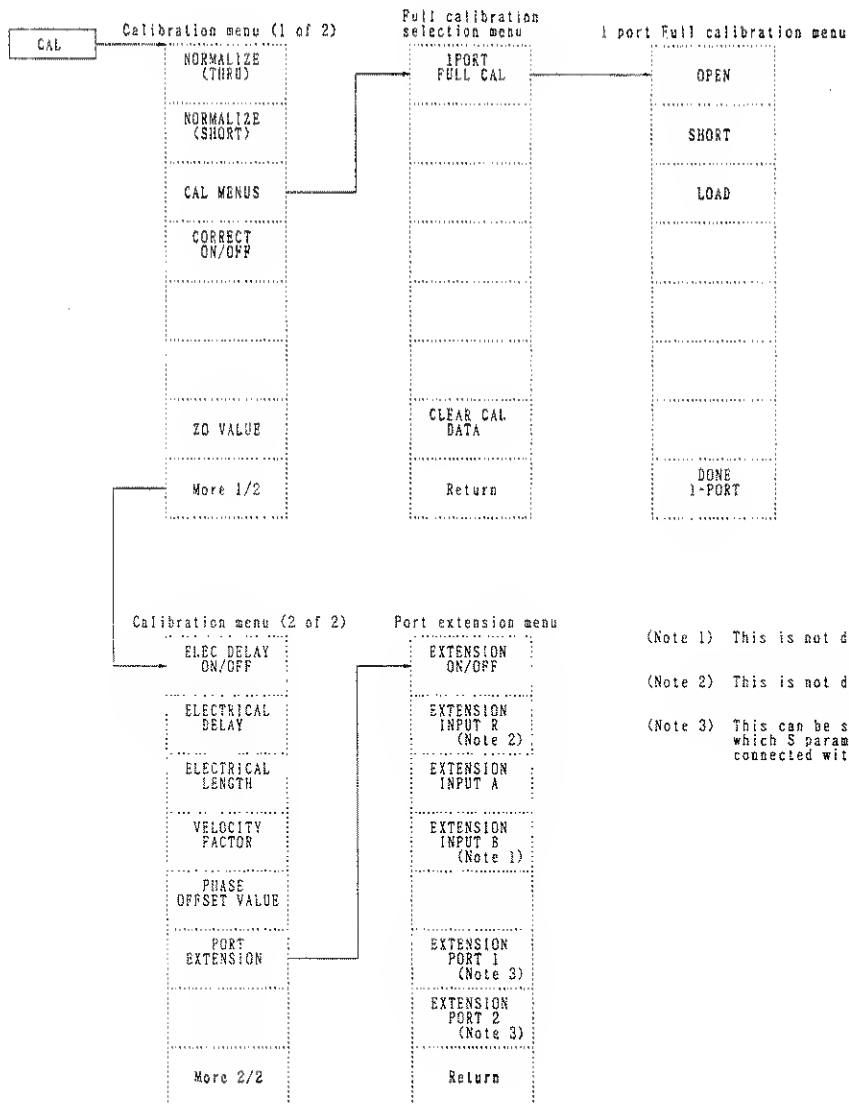 CAL
Calibration menu (1 of 2)
NORMALIZE
(THRU)
NORMALIZE
(SHORT)
CAL MENUS
CORRECT
ON/OFF
ZO VALUE
More 1/2
Full calibration
selection menu
1PORT
FULL CAL
CLEAR CAL
DATA
Return
1 port Full calibration menu
OPEN
SHORT
LOAD
DONE
1-PORT
Calibration menu (2 of 2)
ELEC DELAY
ON/OFF
ELECTRICAL
DELAY
ELECTRICAL
LENGTH
VELOCITY
FACTOR
PHASE
OFFSET VALUE
PORT
EXTENSION
More 2/2
Port extension menu
EXTENSION
ON/OFF
EXTENSION
INPUT R
(Note 2)
EXTENSION
INPUT A
EXTENSION
INPUT B
(Note 1)
EXTENSION
PORT 1
(Note 3)
EXTENSION
PORT 2
(Note 3)
Return
(Note 1) This is not d
(Note 2) This is not d
(Note 3) This can be s
which S param
connected wit